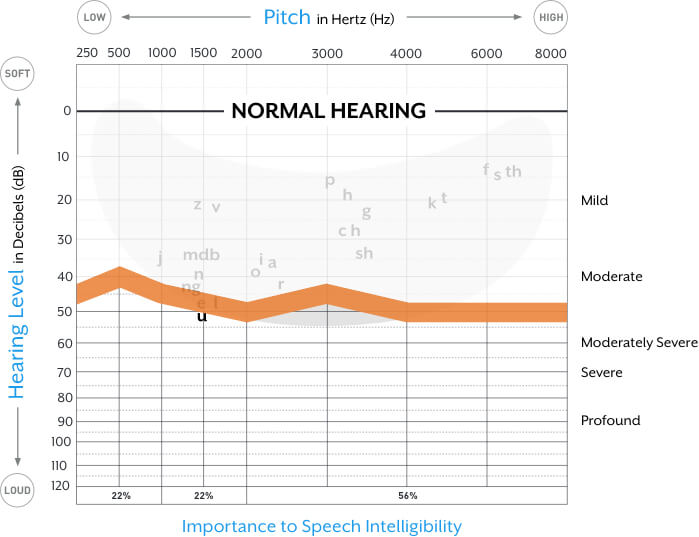 LOW Pitch in Hertz (Hz) HIGH
250 500 1000 1500 2000 3000 4000 6000 8000
SOFT
0 NORMAL HEARING
10
f s th
p
h
k t
20 Mild
z v
g
ch
30
j mdb i a sh
o
n
40 Moderate
ng r
e l
50
u
60 Moderately Severe
70 Severe
80
90 Profound
100
110
120
LOUD
Hearing Level in Decibels (dB)
22% 22% 56%
Importance to Speech Intelligibility